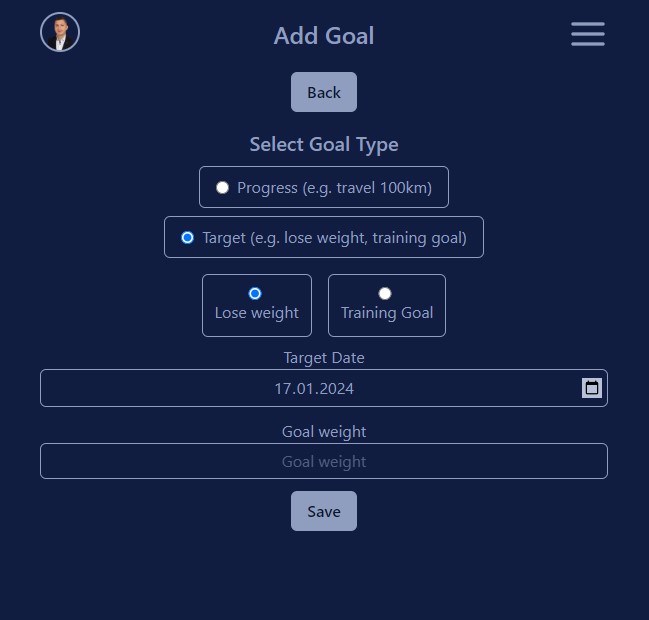 Add Goal
Back
Select Goal Type
Progress (e.g. travel 100km)
Target (e.g. lose weight, training goal)
Lose weight
Training Goal
Target Date
17.01.2024
Goal weight
Goal weight
Save